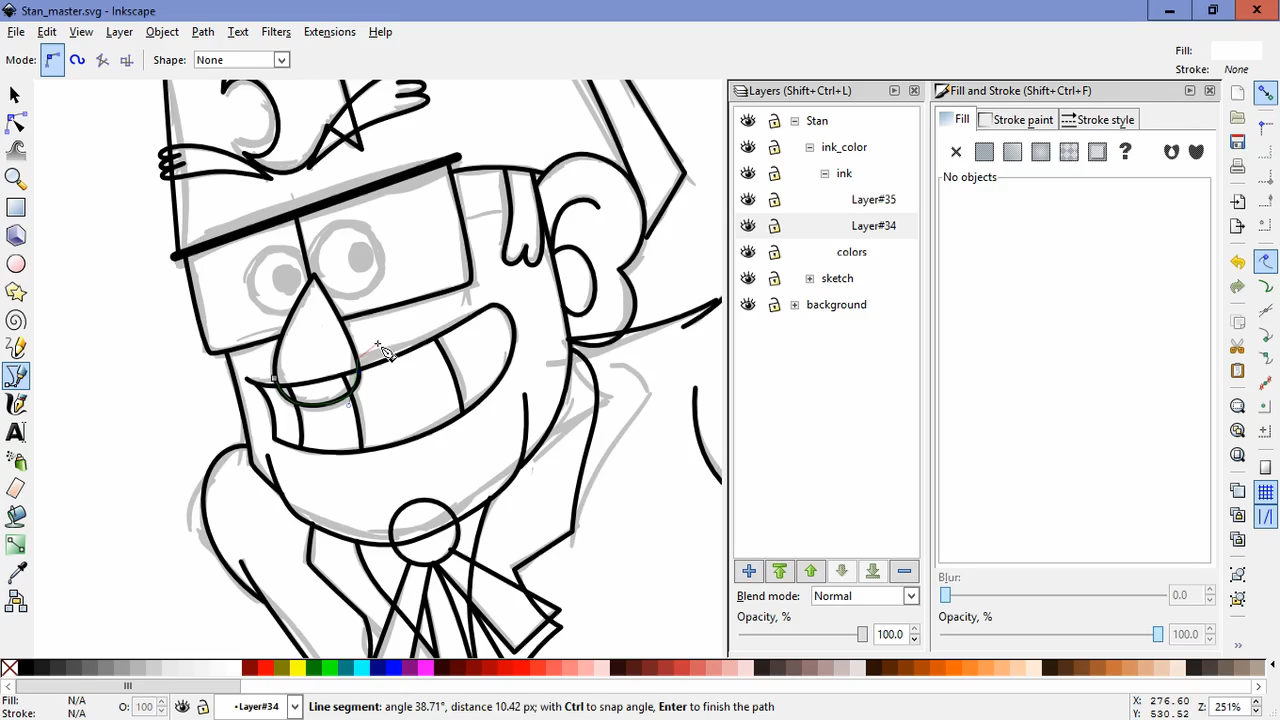 Stan_master.svg - Inkscape
File Edit View Layer Object Path Filters Text Extensions Help
Mode: Shape: None
Fill:
Stroke: None
Layers (Shift+Ctrl+L)
Fill and Stroke (Shift+Ctrl+F)
Fill Stroke paint Stroke style
No objects
Stan
ink_color
ink
Layer#35
Layer#34
colors
sketch
background
Blend mode: Normal
Opacity, %
100.0
Blur:
0.0
Opacity, %
100.0
Fill: N/A
Stroke: N/A
O: 100
•Layer#34
Line segment: angle 38.71°, distance 10.42 px; with Ctrl to snap angle, Enter to finish the path
X: 276.60
Y: 530.52
Z: 251%